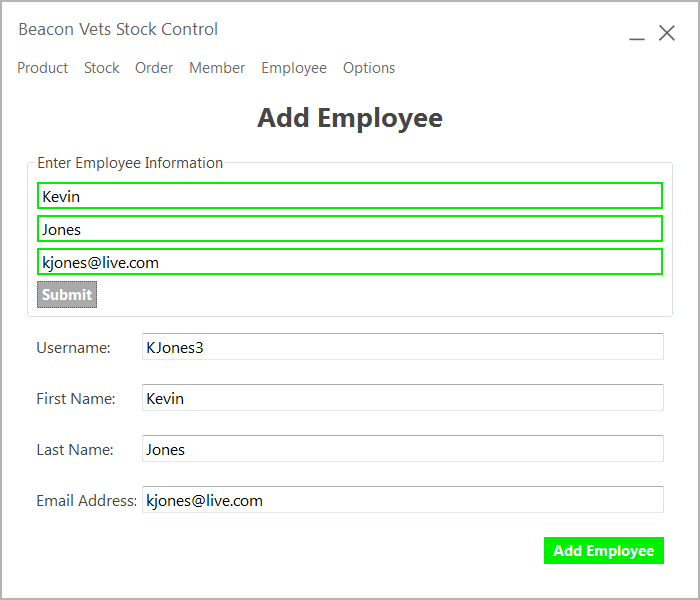 Beacon Vets Stock Control
Product Stock Order Member Employee Options
Add Employee
Enter Employee Information
Kevin
Jones
kjones@live.com
Submit
Username: KJones3
First Name: Kevin
Last Name: Jones
Email Address: kjones@live.com
Add Employee